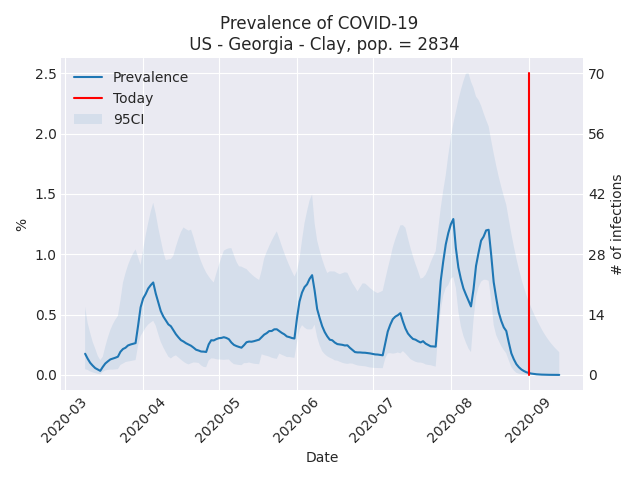 Prevalence of COVID-19
US - Georgia - Clay, pop. = 2834
Prevalence
Today
95CI
2.5
2.0
1.5
1.0
0.5
0.0
%
70
56
42
28
14
0
# of infections
2020-03
2020-04
2020-05
2020-06
2020-07
2020-08
2020-09
Date